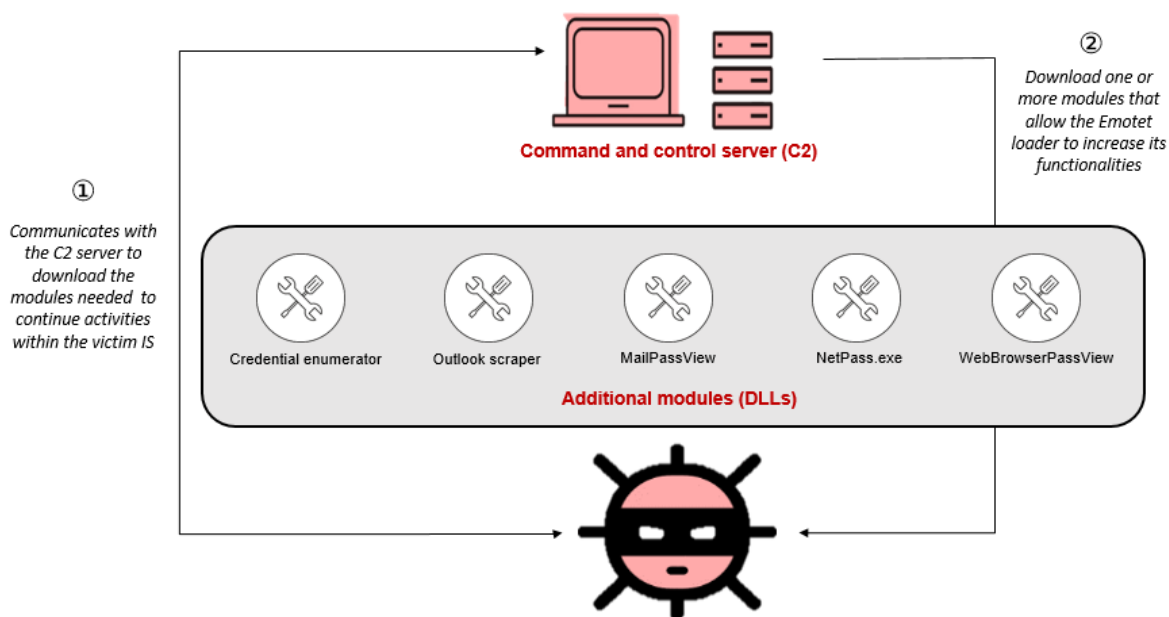 Command and control server (C2)
①
Communicates with
the C2 server to
download the
modules needed to
continue activities
within the victim IS
②
Download one or
more modules that
allow the Emotet
loader to increase its
functionalities
Credential enumerator
Outlook scraper
MailPassView
NetPass.exe
WebBrowserPassView
Additional modules (DLLs)